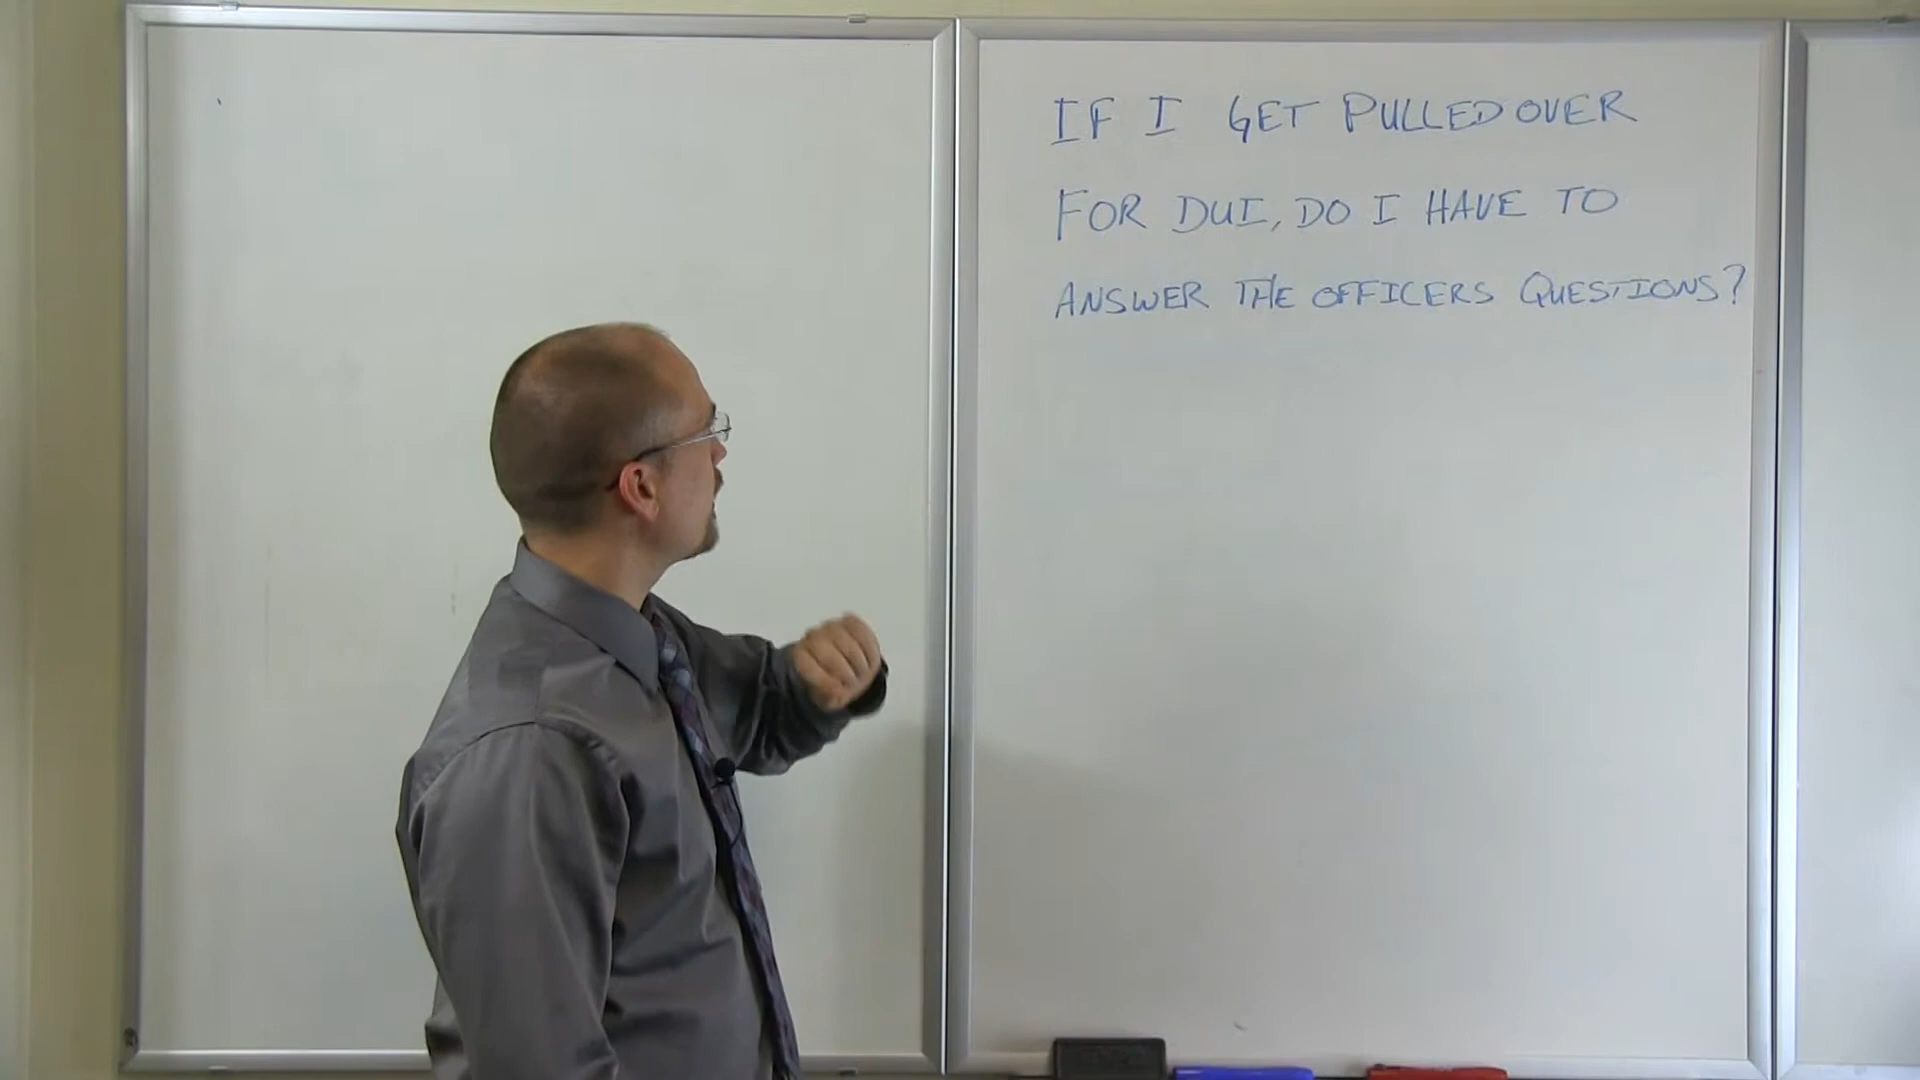 IF I GET PULLED OVER
FOR DUI, DO I HAVE TO
ANSWER THE OFFICERS QUESTIONS?